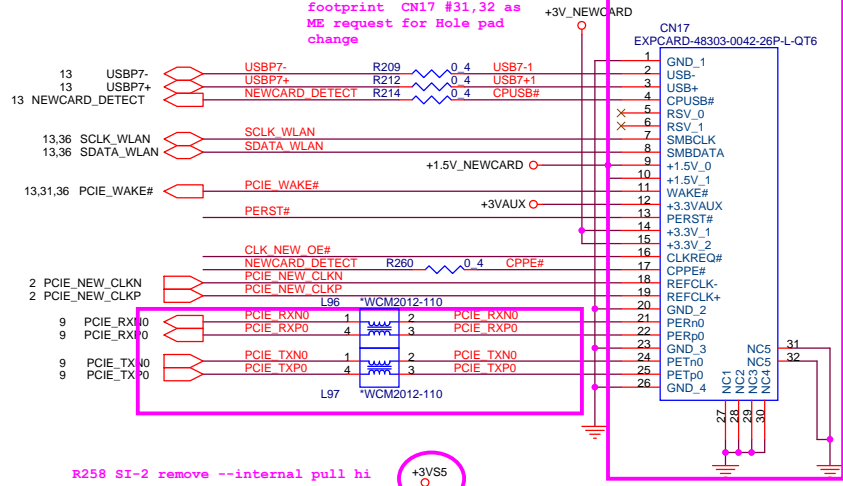 footprint CN17 #31,32 as
ME request for Hole pad
change
+3V_NEWCARD
CN17
EXPCARD-48303-0042-26P-L-QT6
13 USBP7- USBP7- R209 0_4 USB7-1
13 USBP7+ USBP7+ R212 0_4 USB7+1
13 NEWCARD_DETECT NEWCARD_DETECT R214 0_4 CPUSB#
13,36 SCLK_WLAN SCLK_WLAN
13,36 SDATA_WLAN SDATA_WLAN
+1.5V_NEWCARD
13,31,36 PCIE_WAKE# PCIE_WAKE#
+3VAUX
PERST#
CLK_NEW_OE#
NEWCARD_DETECT R260 0_4 CPPE#
2 PCIE_NEW_CLKN PCIE_NEW_CLKN
2 PCIE_NEW_CLKP PCIE_NEW_CLKP
L96 *WCM2012-110
9 PCIE_RXN0 PCIE_RXN0 1 2 PCIE_RXN0
9 PCIE_RXP0 PCIE_RXP0 4 3 PCIE_RXP0
9 PCIE_TXN0 PCIE_TXN0 1 2 PCIE_TXN0
9 PCIE_TXP0 PCIE_TXP0 4 3 PCIE_TXP0
L97 *WCM2012-110
1 GND_1
2 USB-
3 USB+
4 CPUSB#
5 RSV_0
6 RSV_1
7 SMBCLK
8 SMBDATA
9 +1.5V_0
10 +1.5V_1
11 WAKE#
12 +3.3VAUX
13 PERST#
14 +3.3V_1
15 +3.3V_2
16 CLKREQ#
17 CPPE#
18 REFCLK-
19 REFCLK+
20 GND_2
21 PERn0
22 PERp0
23 GND_3
24 PETn0
25 PETp0
26 GND_4
NC5 31
NC5 32
NC1 NC2 NC3 NC4
27 28 29 30
R258 SI-2 remove --internal pull hi
+3VS5